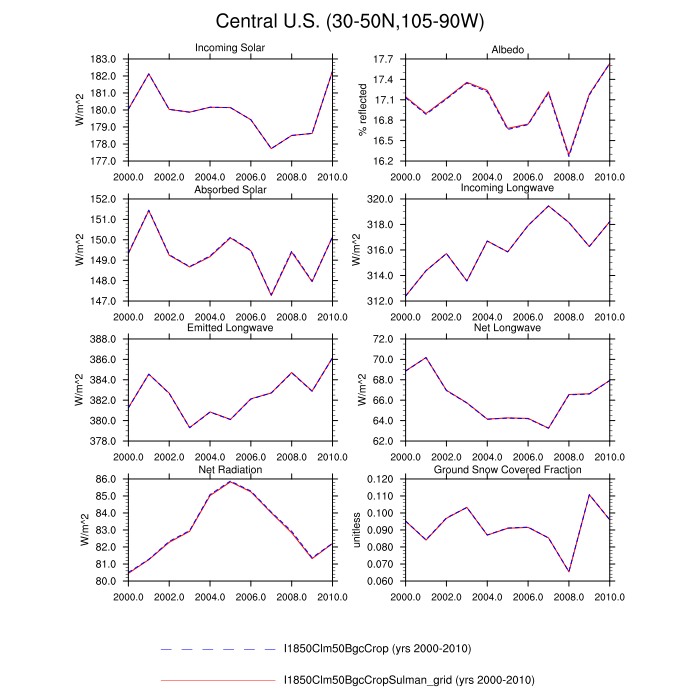 Central U.S. (30-50N,105-90W)
Incoming Solar
W/m^2
183.0
182.0
181.0
180.0
179.0
178.0
177.0
2000.0 2002.0 2004.0 2006.0 2008.0 2010.0
Albedo
% reflected
17.7
17.4
17.1
16.8
16.5
16.2
2000.0 2002.0 2004.0 2006.0 2008.0 2010.0
Absorbed Solar
W/m^2
152.0
151.0
150.0
149.0
148.0
147.0
2000.0 2002.0 2004.0 2006.0 2008.0 2010.0
Incoming Longwave
W/m^2
320.0
318.0
316.0
314.0
312.0
2000.0 2002.0 2004.0 2006.0 2008.0 2010.0
Emitted Longwave
W/m^2
388.0
386.0
384.0
382.0
380.0
378.0
2000.0 2002.0 2004.0 2006.0 2008.0 2010.0
Net Longwave
W/m^2
72.0
70.0
68.0
66.0
64.0
62.0
2000.0 2002.0 2004.0 2006.0 2008.0 2010.0
Net Radiation
W/m^2
86.0
85.0
84.0
83.0
82.0
81.0
80.0
2000.0 2002.0 2004.0 2006.0 2008.0 2010.0
Ground Snow Covered Fraction
unitless
0.120
0.110
0.100
0.090
0.080
0.070
0.060
2000.0 2002.0 2004.0 2006.0 2008.0 2010.0
I1850Clm50BgcCrop (yrs 2000-2010)
I1850Clm50BgcCropSulman_grid (yrs 2000-2010)